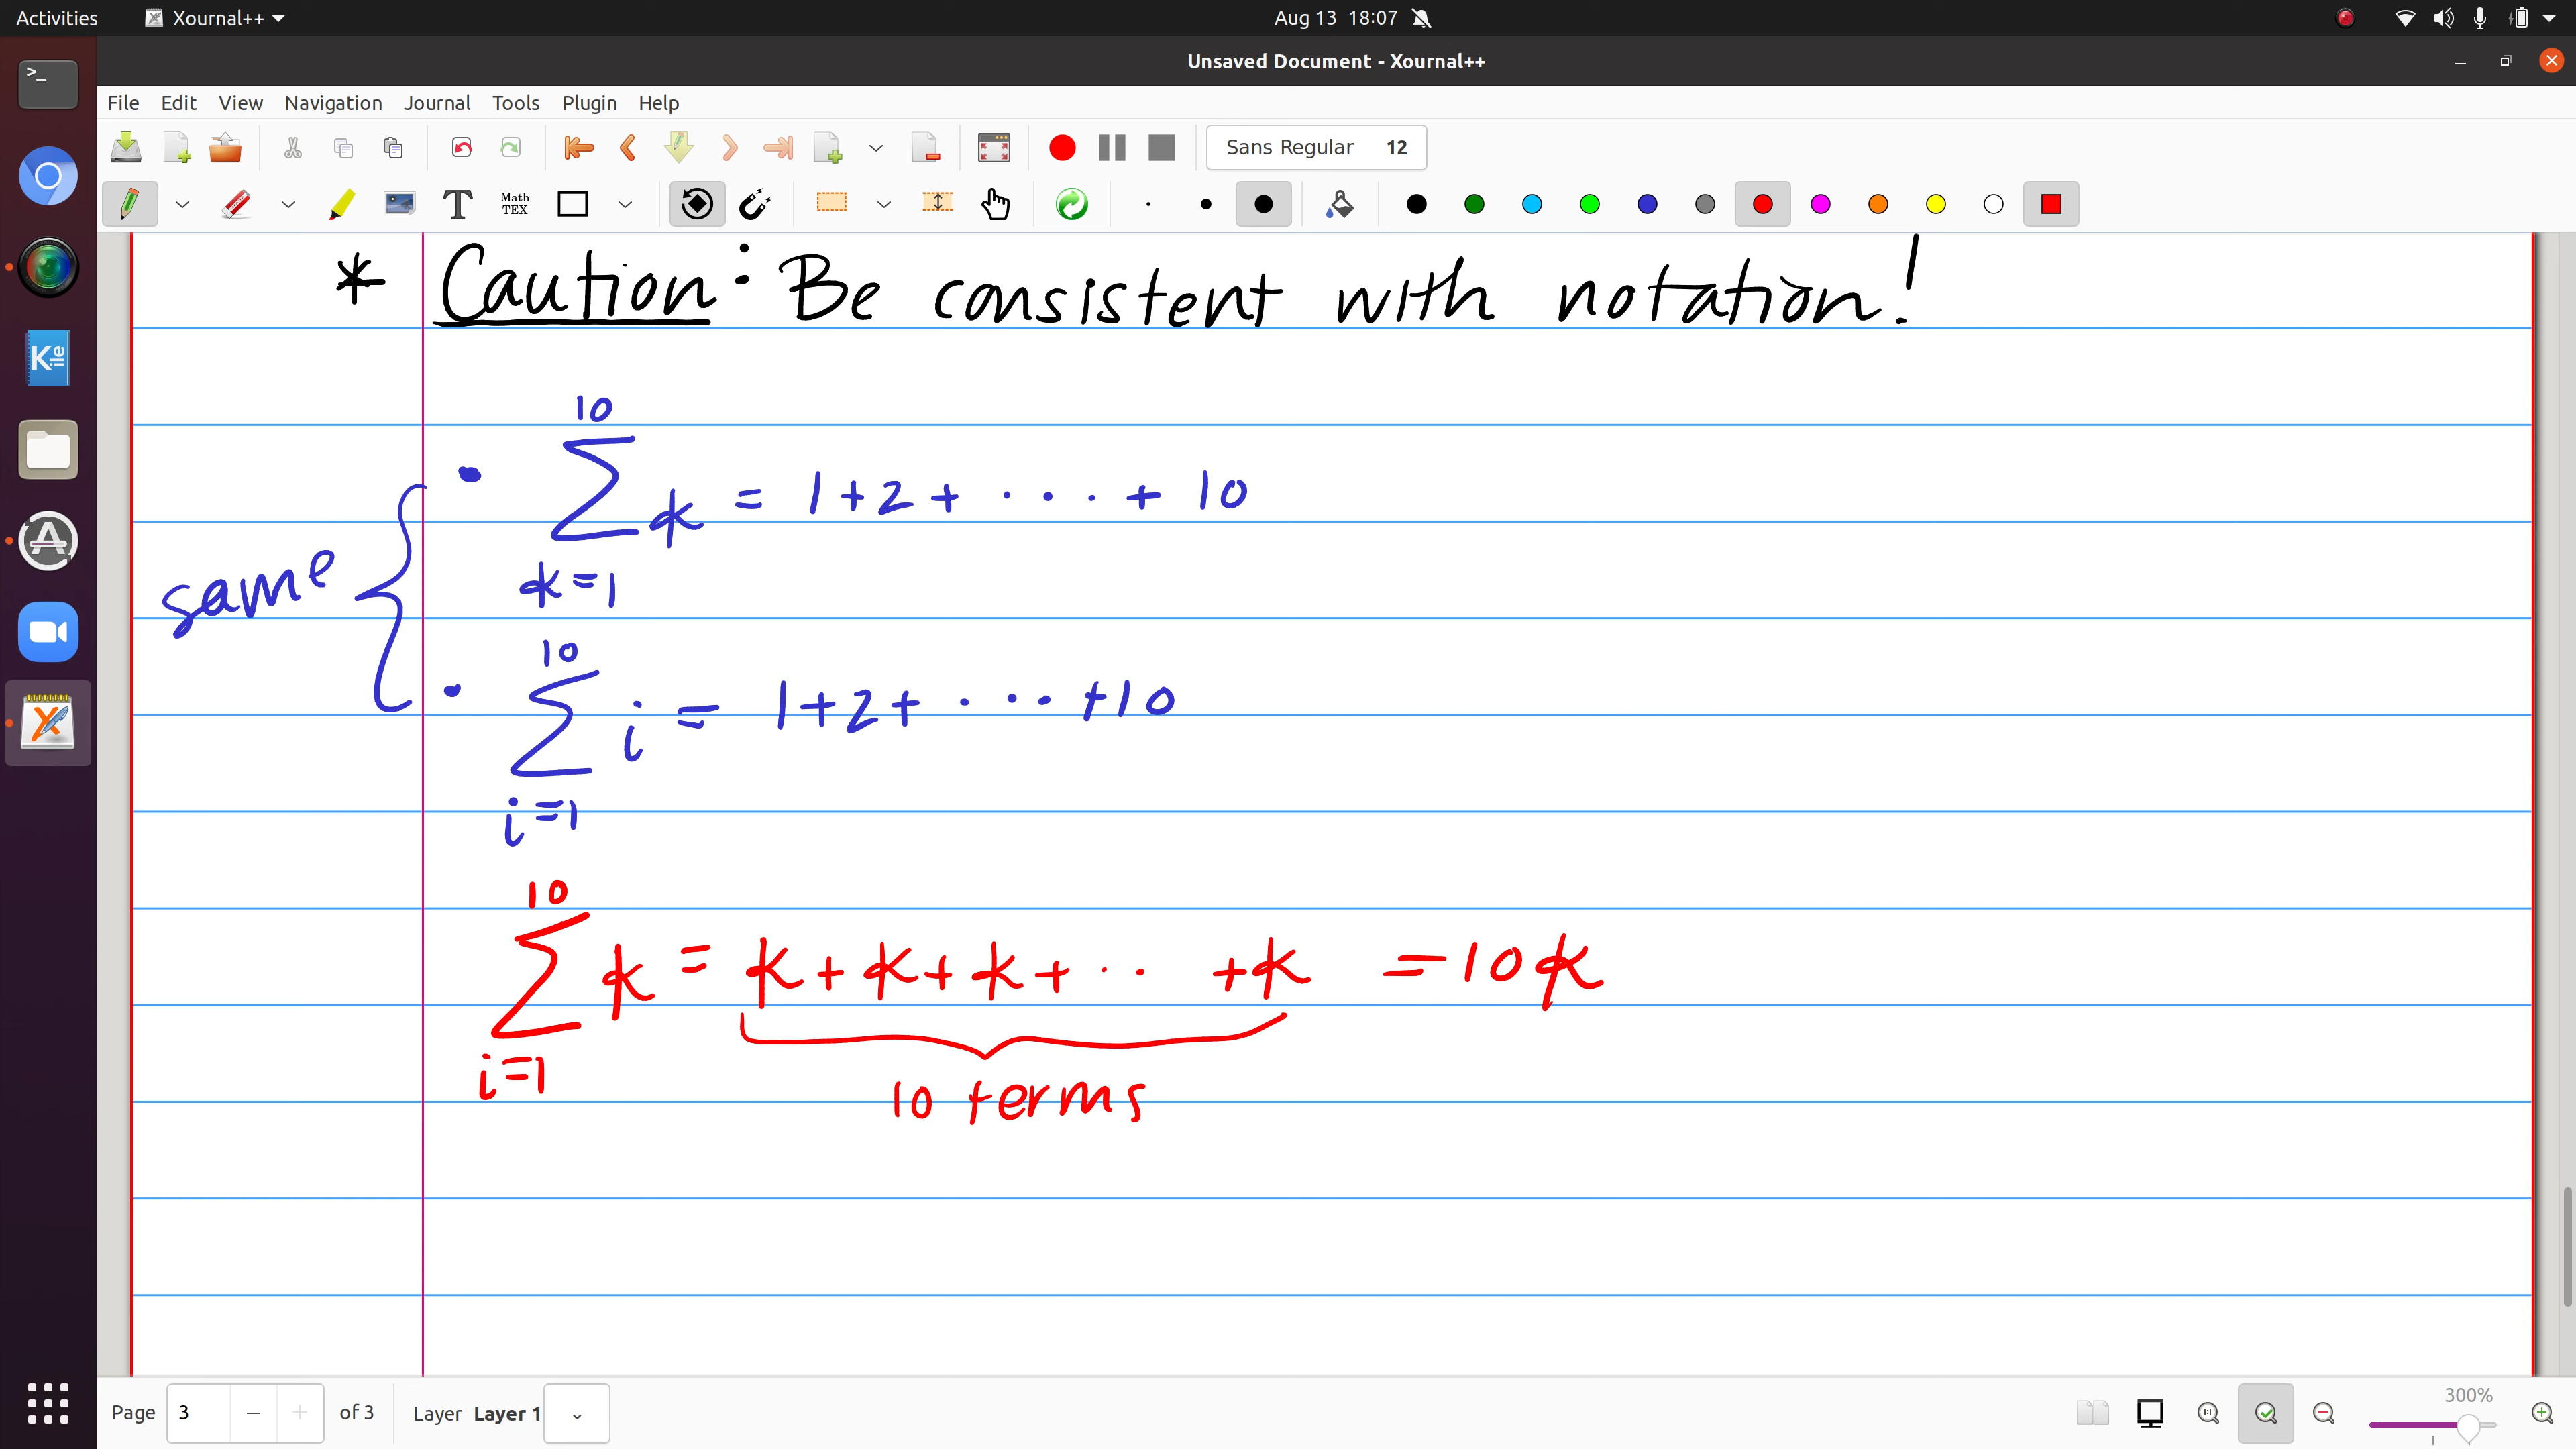 Activities Xournal++ Aug 13 18:07
Unsaved Document - Xournal++
File Edit View Navigation Journal Tools Plugin Help
Sans Regular 12
Math TEX
* Caution: Be consistent with notation!
10
∑ k = 1+2+ · · · + 10
k=1
same
10
∑ i = 1+2+ · · · +10
i=1
10
∑ k = k+k+k+ ·· +k =10k
i=1
10 terms
Page 3 of 3 Layer Layer 1 300%